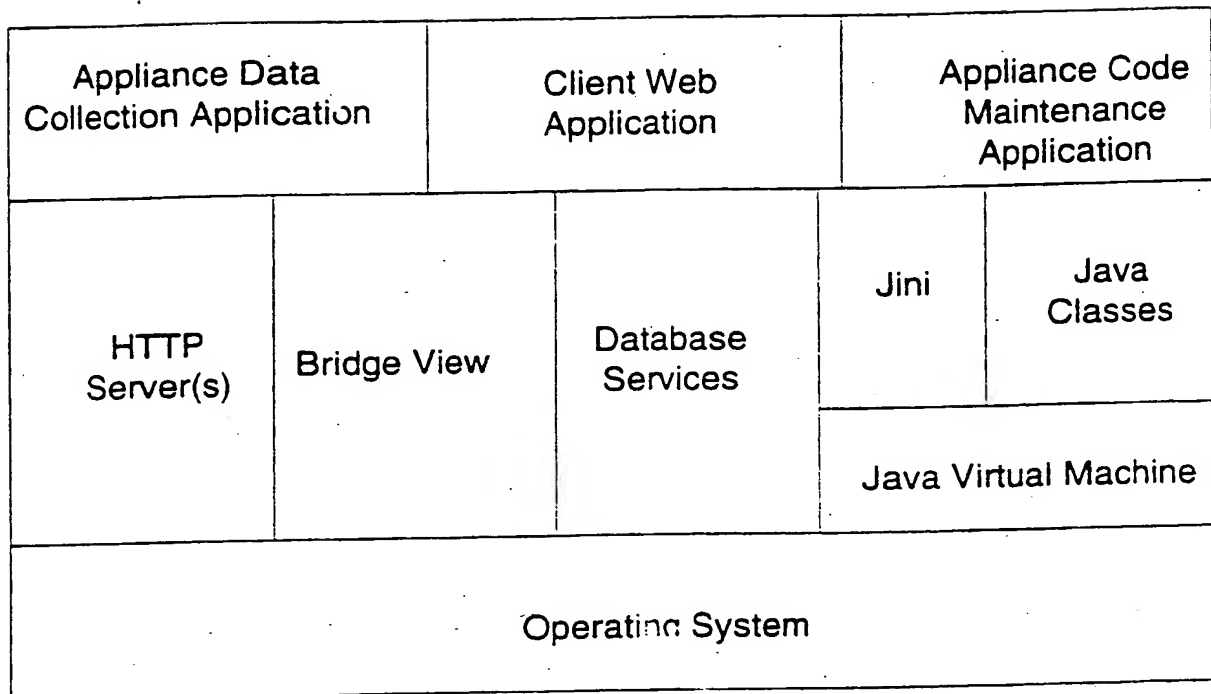 Appliance Data
Collection Application
Client Web
Application
Appliance Code
Maintenance
Application
HTTP
Server(s)
Bridge View
Database
Services
Jini
Java
Classes
Java Virtual Machine
Operating System